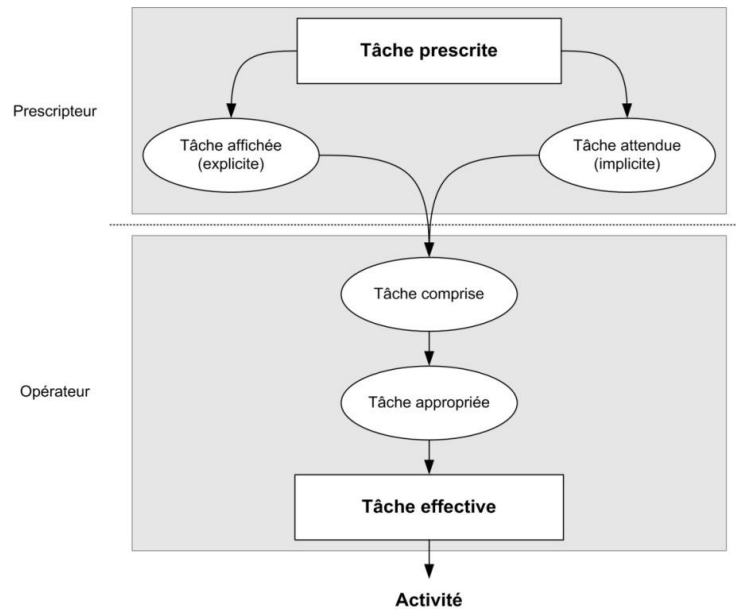 Tâche prescrite
Prescripteur
Tâche affichée
(explicite)
Tâche attendue
(implicite)
Tâche comprise
Opérateur
Tâche appropriée
Tâche effective
Activité